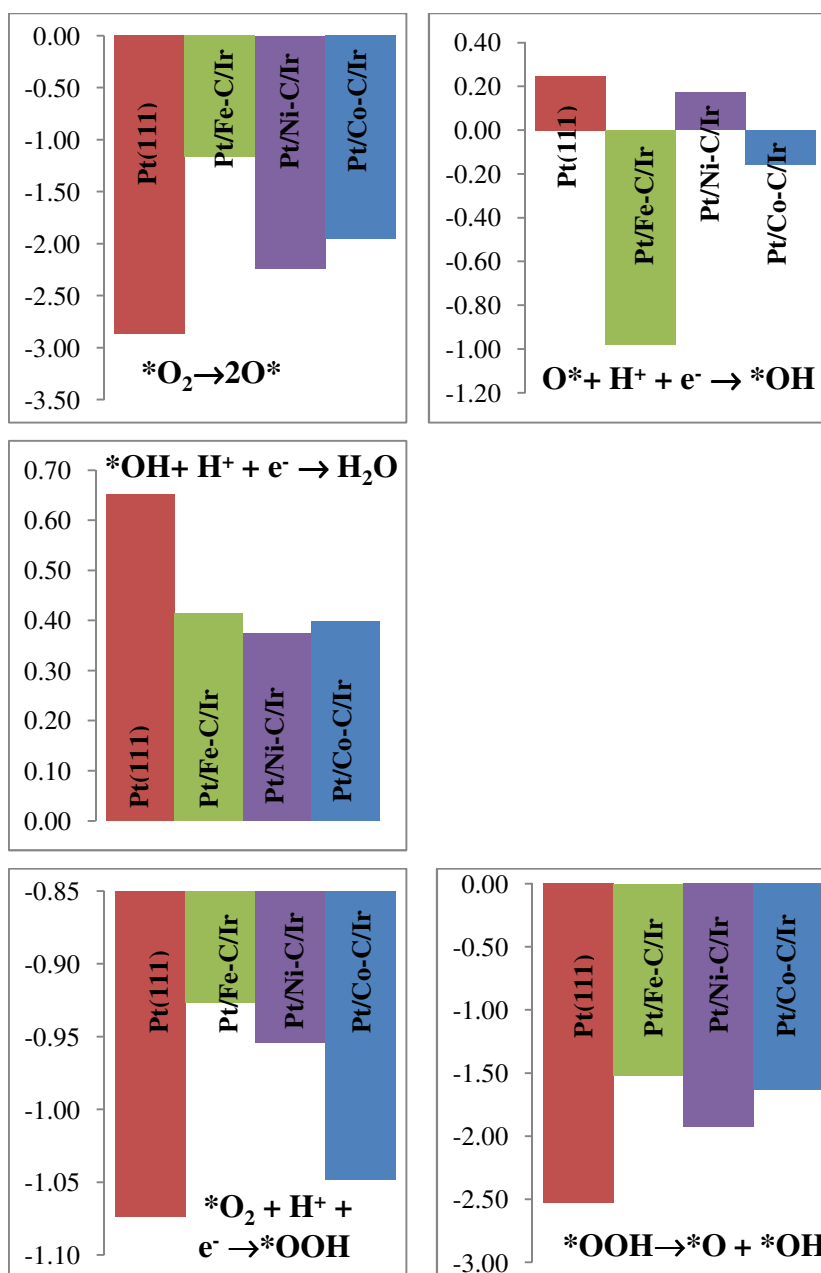 0.00
-0.50
-1.00
-1.50
-2.00
-2.50
-3.00
-3.50
Pt(111)
Pt/Fe-C/Ir
Pt/Ni-C/Ir
Pt/Co-C/Ir
*O₂→2O*
0.40
0.20
0.00
-0.20
-0.40
-0.60
-0.80
-1.00
-1.20
Pt(111)
Pt/Fe-C/Ir
Pt/Ni-C/Ir
Pt/Co-C/Ir
O*+ H⁺ + e⁻ → *OH
*OH+ H⁺ + e⁻ → H₂O
0.70
0.60
0.50
0.40
0.30
0.20
0.10
0.00
Pt(111)
Pt/Fe-C/Ir
Pt/Ni-C/Ir
Pt/Co-C/Ir
-0.85
-0.90
-0.95
-1.00
-1.05
-1.10
Pt(111)
Pt/Fe-C/Ir
Pt/Ni-C/Ir
Pt/Co-C/Ir
*O₂ + H⁺ +
e⁻ →*OOH
0.00
-0.50
-1.00
-1.50
-2.00
-2.50
-3.00
Pt(111)
Pt/Fe-C/Ir
Pt/Ni-C/Ir
Pt/Co-C/Ir
*OOH→*O + *OH